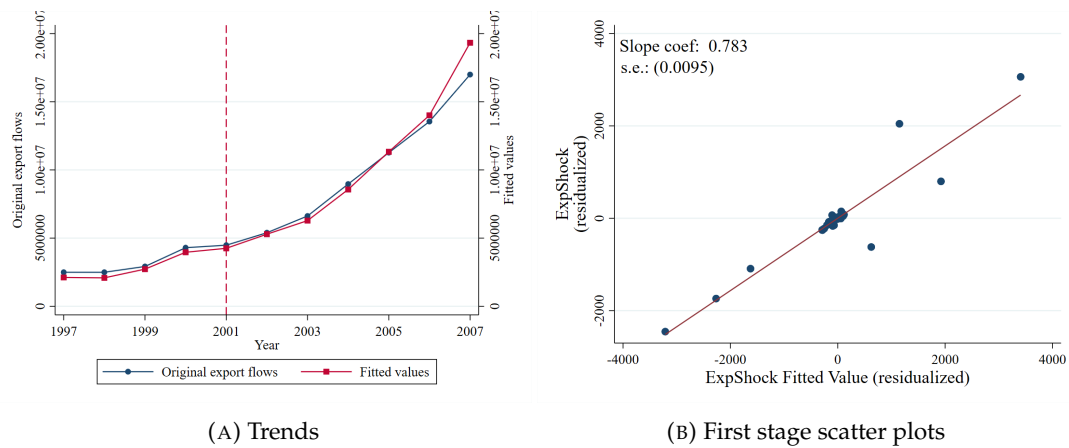 Original export flows
0
5000000
1.00e+07
1.50e+07
2.00e+07
Fitted values
0
5000000
1.00e+07
1.50e+07
2.00e+07
1997 1999 2001 2003 2005 2007
Year
Original export flows Fitted values
(A) Trends
Slope coef: 0.783
s.e.: (0.0095)
ExpShock
(residualized)
-2000
0
2000
4000
-4000 -2000 0 2000 4000
ExpShock Fitted Value (residualized)
(B) First stage scatter plots